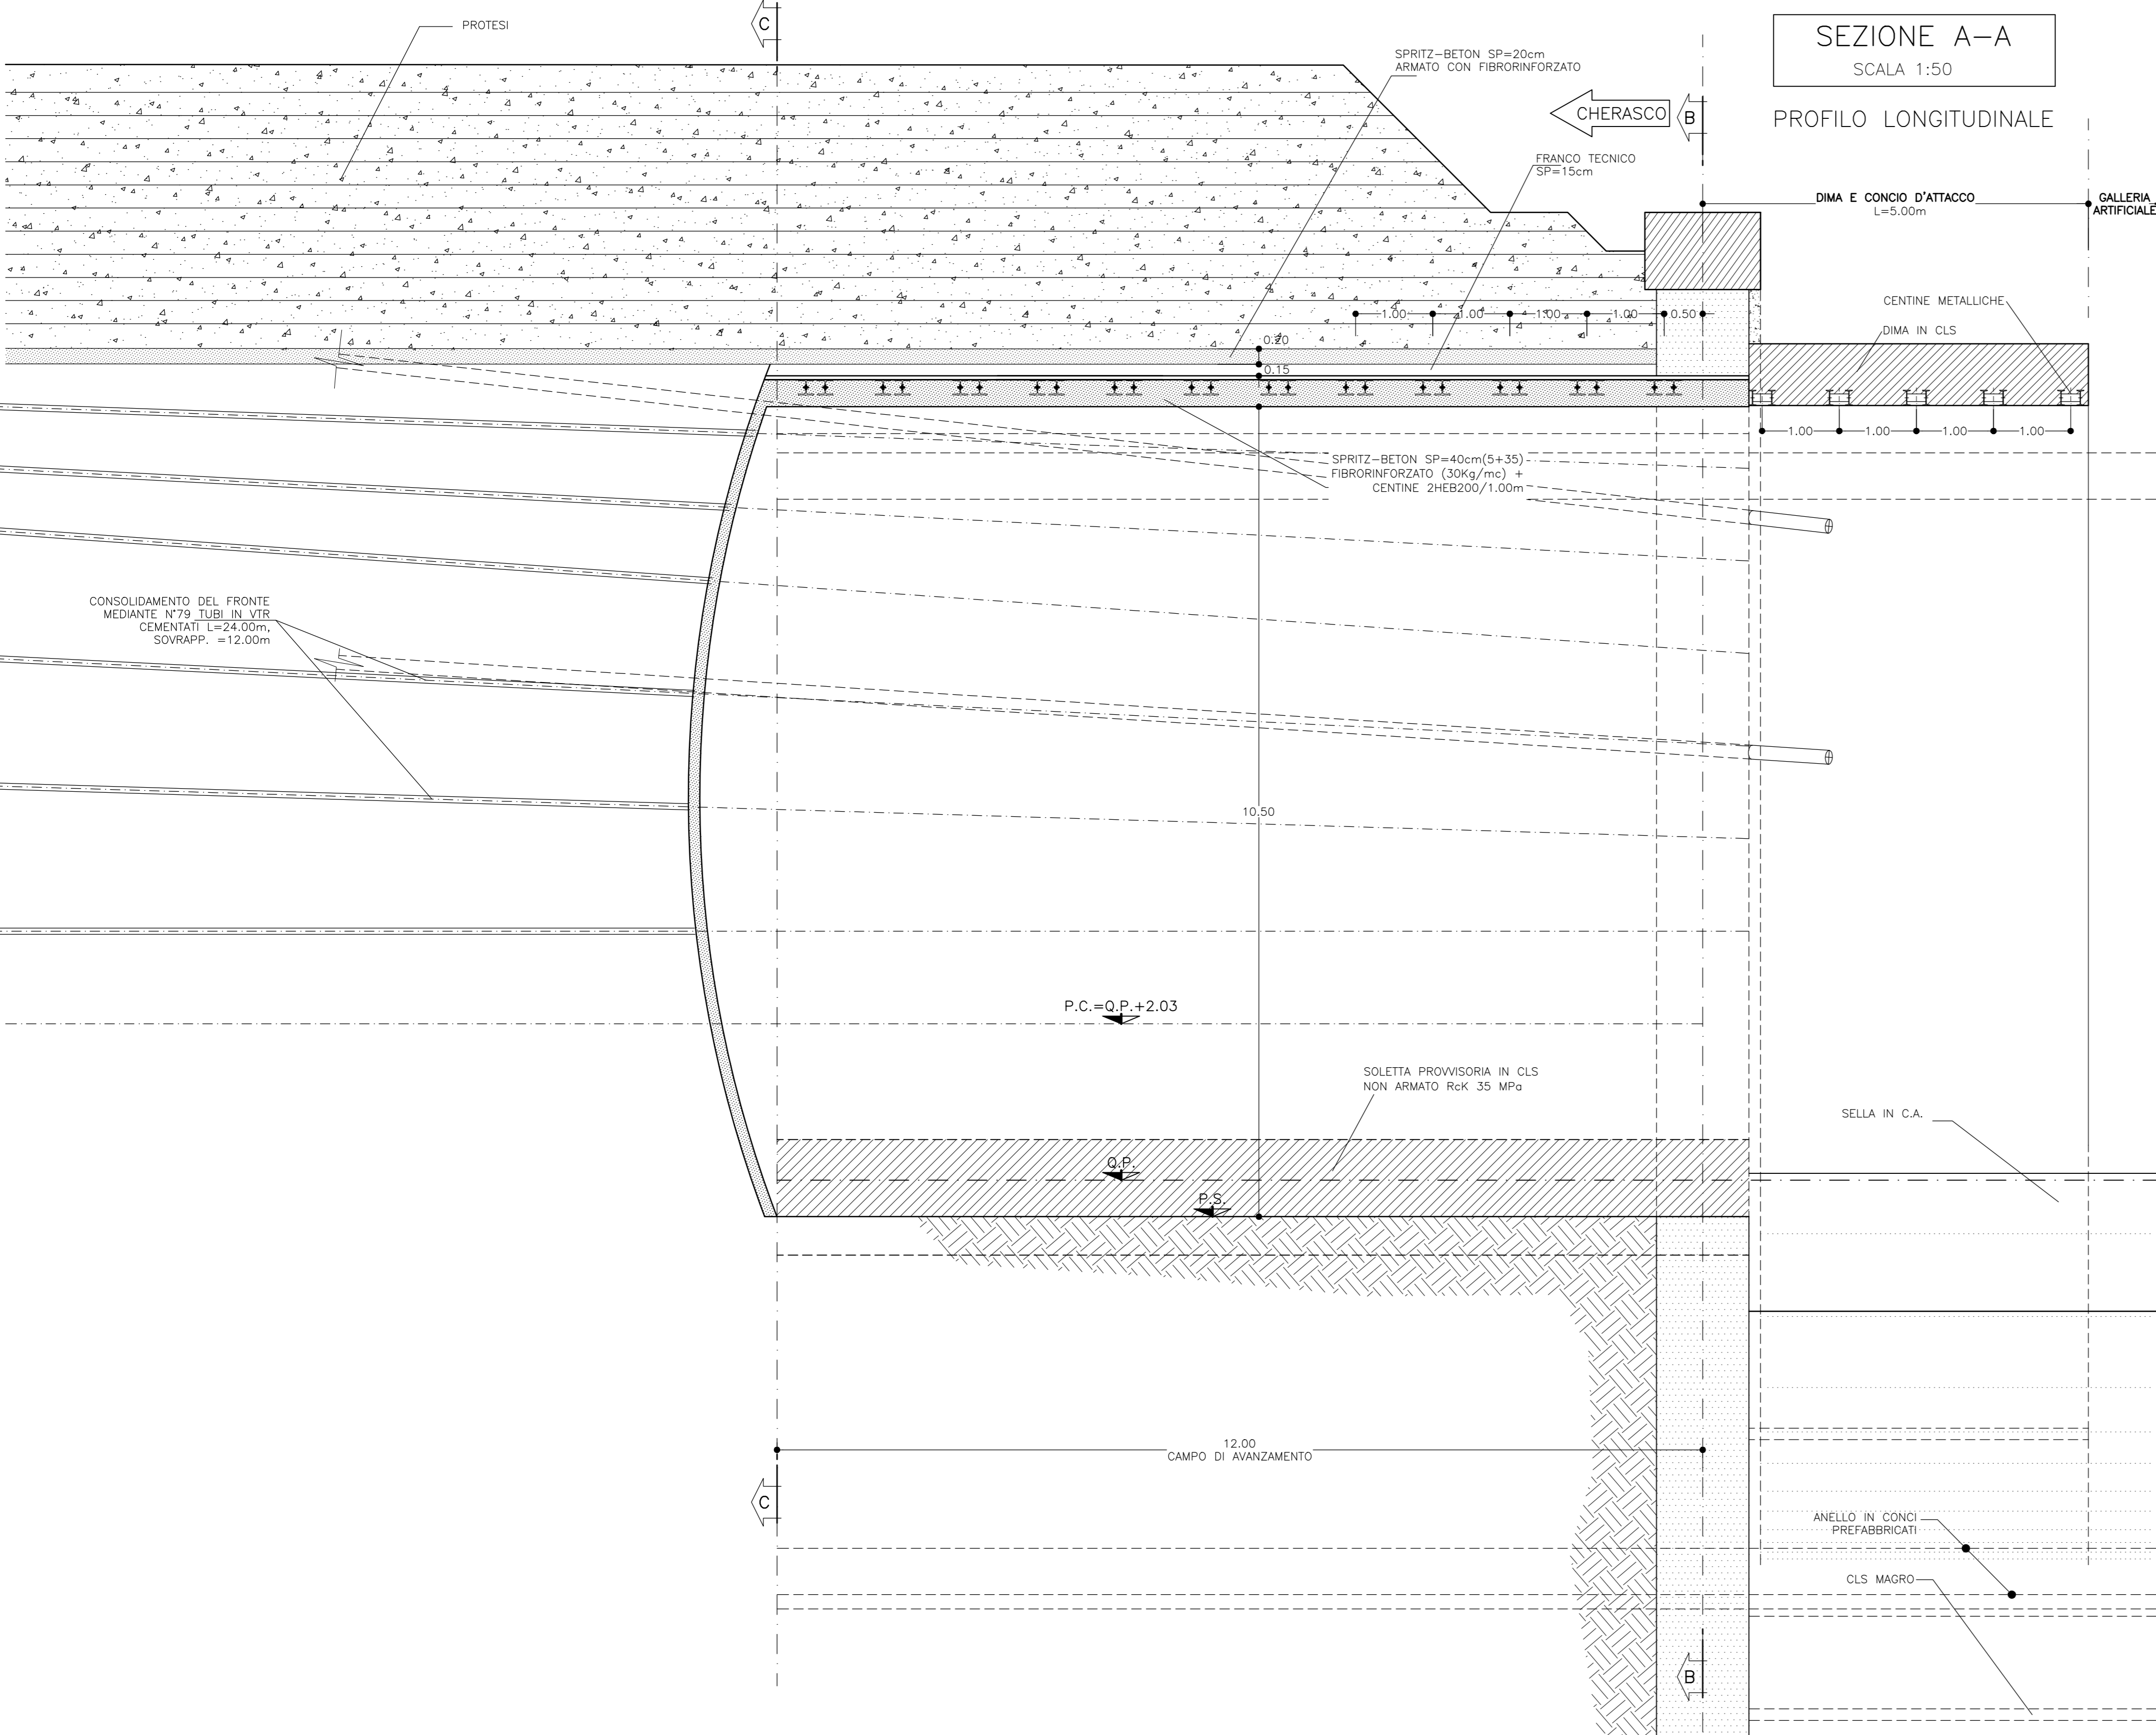 PROTESI
C
SPRITZ-BETON SP=20cm
ARMATO CON FIBRORINFORZATO
SEZIONE A-A
SCALA 1:50
CHERASCO
B
PROFILO LONGITUDINALE
FRANCO TECNICO
SP=15cm
DIMA E CONCIO D'ATTACCO
L=5.00m
GALLERIA
ARTIFICIALE
CENTINE METALLICHE
DIMA IN CLS
1.00
1.00
1.00
1.00
0.50
0.20
0.15
1.00
1.00
1.00
1.00
SPRITZ-BETON SP=40cm(5+35)
FIBRORINFORZATO (30Kg/mc) +
CENTINE 2HEB200/1.00m
CONSOLIDAMENTO DEL FRONTE
MEDIANTE N°79 TUBI IN VTR
CEMENTATI L=24.00m,
SOVRAPP. =12.00m
10.50
P.C.=Q.P.+2.03
SOLETTA PROVVISORIA IN CLS
NON ARMATO RcK 35 MPa
SELLA IN C.A.
Q.P.
P.S.
12.00
CAMPO DI AVANZAMENTO
C
ANELLO IN CONCI
PREFABBRICATI
CLS MAGRO
B